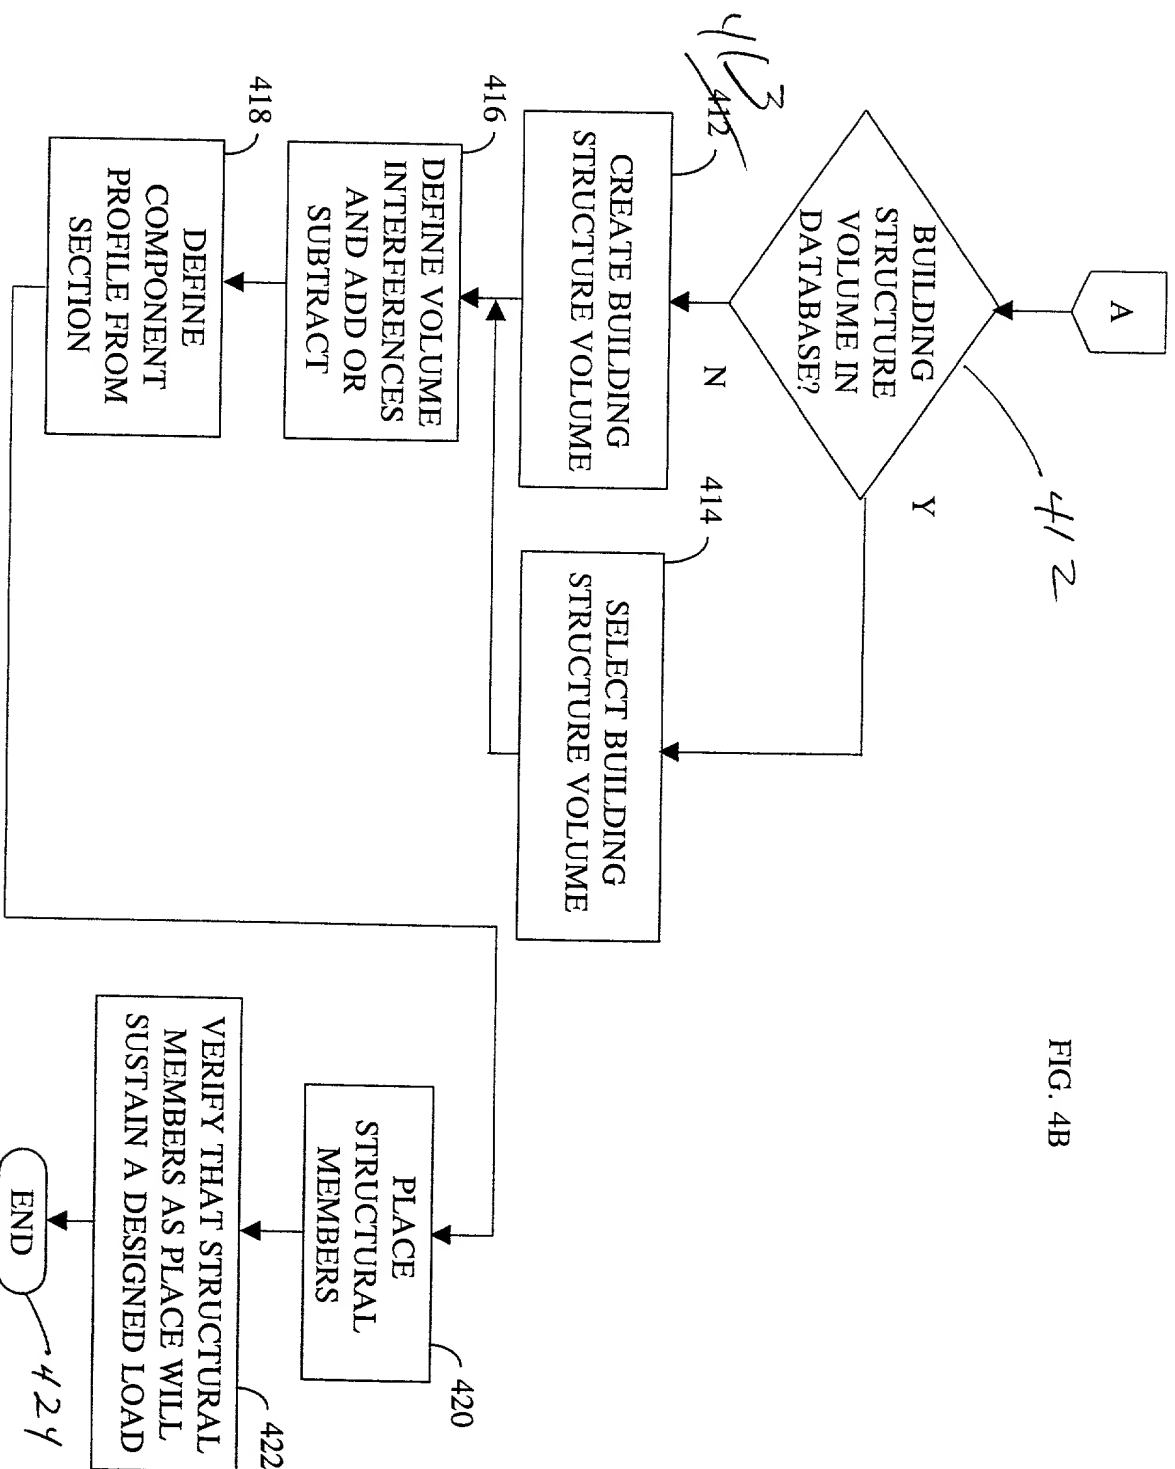 A
BUILDING
STRUCTURE
VOLUME IN
DATABASE?
412
Y
N
413
412
CREATE BUILDING
STRUCTURE VOLUME
414
SELECT BUILDING
STRUCTURE VOLUME
416
DEFINE VOLUME
INTERFERENCES
AND ADD OR
SUBTRACT
418
DEFINE
COMPONENT
PROFILE FROM
SECTION
PLACE
STRUCTURAL
MEMBERS
420
VERIFY THAT STRUCTURAL
MEMBERS AS PLACE WILL
SUSTAIN A DESIGNED LOAD
422
END
424
FIG. 4B